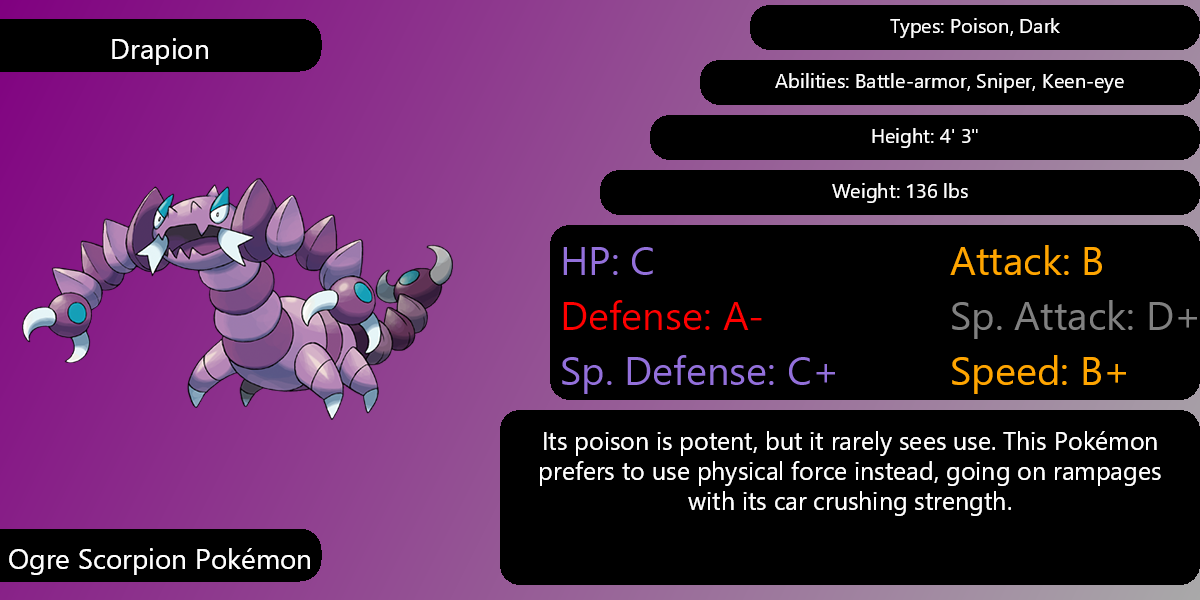 Drapion
Types: Poison, Dark
Abilities: Battle-armor, Sniper, Keen-eye
Height: 4' 3"
Weight: 136 lbs
HP: C
Attack: B
Defense: A-
Sp. Attack: D+
Sp. Defense: C+
Speed: B+
Its poison is potent, but it rarely sees use. This Pokémon
prefers to use physical force instead, going on rampages
with its car crushing strength.
Ogre Scorpion Pokémon